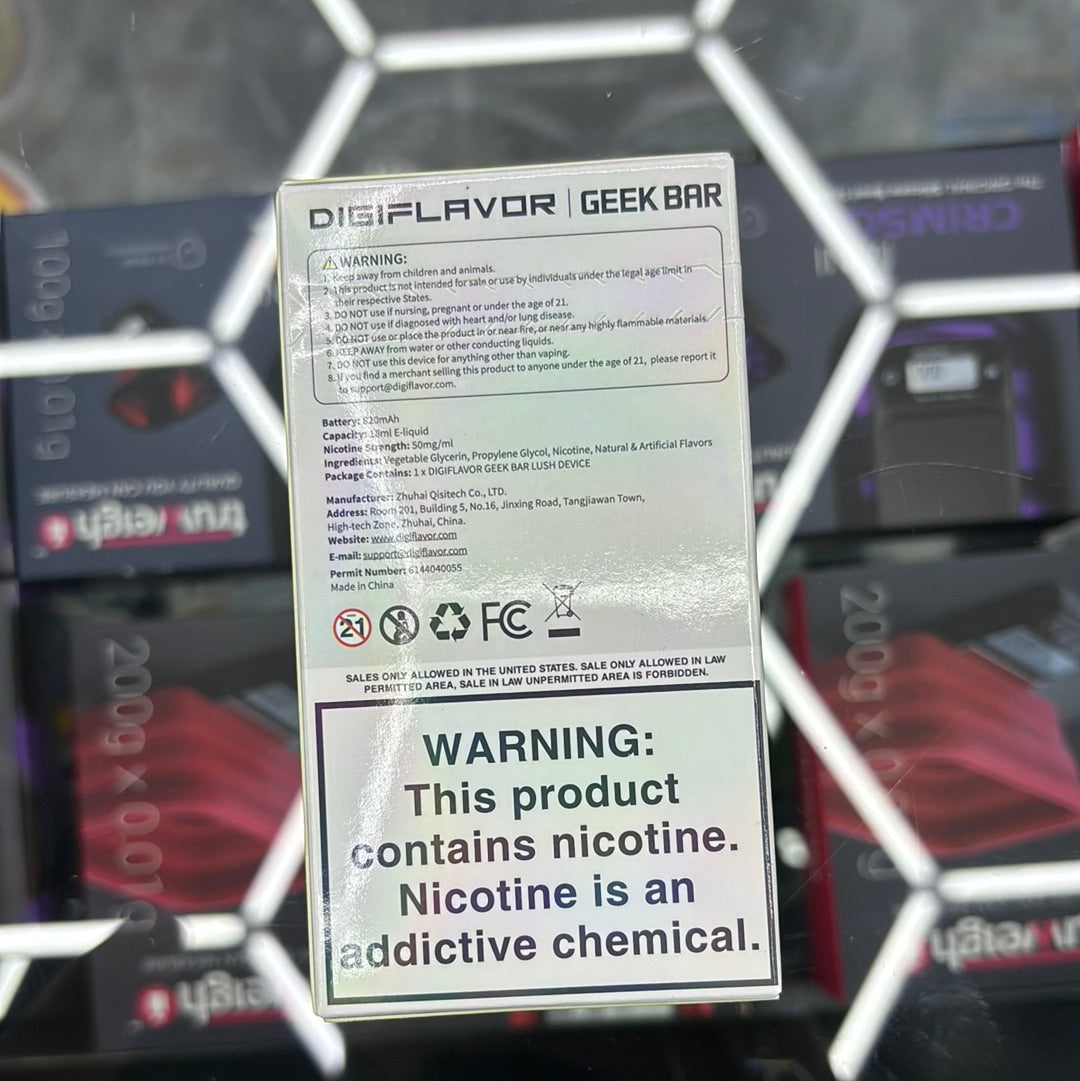 DIGIFLAVOR | GEEK BAR
WARNING:
1. Keep away from children and animals.
2. This product is not intended for sale or use by individuals under the legal age limit in
their respective States.
3. DO NOT use if nursing, pregnant or under the age of 21.
4. DO NOT use if diagnosed with heart and/or lung disease.
5. DO NOT use or place the product in or near fire, or near any highly flammable materials.
6. KEEP AWAY from water or other conducting liquids.
7. DO NOT use this device for anything other than vaping.
8. If you find a merchant selling this product to anyone under the age of 21, please report it
to support@digiflavor.com.
Battery: 820mAh
Capacity: 18ml E-liquid
Nicotine Strength: 50mg/ml
Ingredients: Vegetable Glycerin, Propylene Glycol, Nicotine, Natural & Artificial Flavors
Package Contains: 1 x DIGIFLAVOR GEEK BAR LUSH DEVICE
Manufacturer: Zhuhai Qisitech Co., LTD.
Address: Room 201, Building 5, No.16, Jinxing Road, Tangjiawan Town,
High-tech Zone, Zhuhai, China.
Website: www.digiflavor.com
E-mail: support@digiflavor.com
Permit Number: 6144040055
Made in China
21
FC
SALES ONLY ALLOWED IN THE UNITED STATES. SALE ONLY ALLOWED IN LAW
PERMITTED AREA, SALE IN LAW UNPERMITTED AREA IS FORBIDDEN.
WARNING:
This product
contains nicotine.
Nicotine is an
addictive chemical.
100g x 0.01g
truweigh
200g x 0.01g
CRIMSO